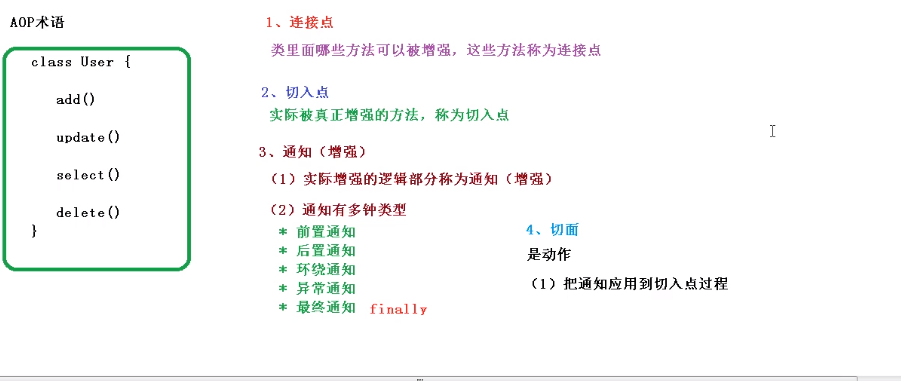 AOP术语
class User {
add()
update()
select()
delete()
}
1、连接点
类里面哪些方法可以被增强，这些方法称为连接点
2、切入点
实际被真正增强的方法，称为切入点
3、通知（增强）
（1）实际增强的逻辑部分称为通知（增强）
（2）通知有多钟类型
* 前置通知
* 后置通知
* 环绕通知
* 异常通知
* 最终通知 finally
4、切面
是动作
（1）把通知应用到切入点过程